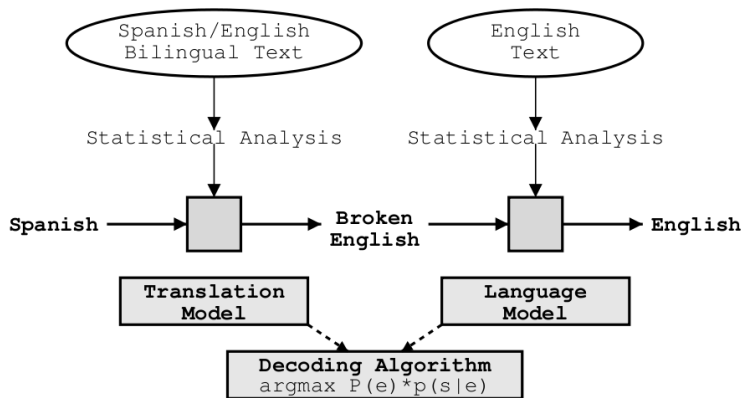 Spanish/English
Bilingual Text
English
Text
Statistical Analysis
Statistical Analysis
Spanish
Broken
English
English
Translation
Model
Language
Model
Decoding Algorithm
argmax P(e)*p(s|e)